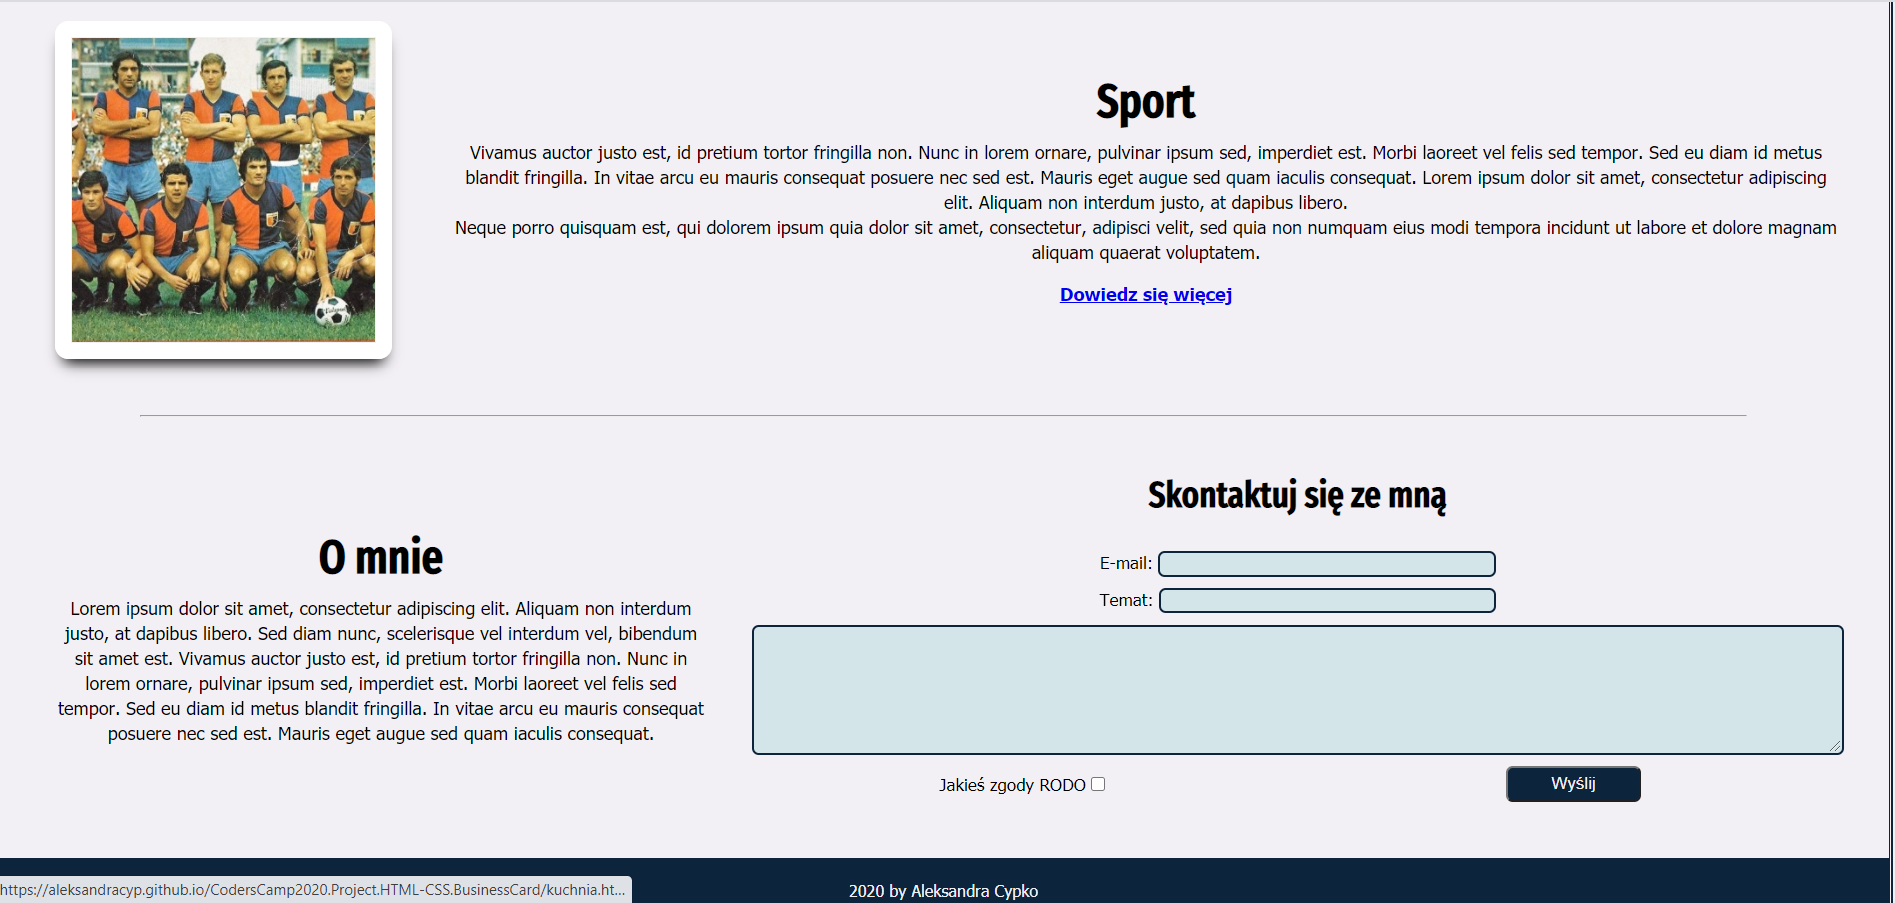 Sport
Vivamus auctor justo est, id pretium tortor fringilla non. Nunc in lorem ornare, pulvinar ipsum sed, imperdiet est. Morbi laoreet vel felis sed tempor. Sed eu diam id metus
blandit fringilla. In vitae arcu eu mauris consequat posuere nec sed est. Mauris eget augue sed quam iaculis consequat. Lorem ipsum dolor sit amet, consectetur adipiscing
elit. Aliquam non interdum justo, at dapibus libero.
Neque porro quisquam est, qui dolorem ipsum quia dolor sit amet, consectetur, adipisci velit, sed quia non numquam eius modi tempora incidunt ut labore et dolore magnam
aliquam quaerat voluptatem.
Dowiedz się więcej
O mnie
Lorem ipsum dolor sit amet, consectetur adipiscing elit. Aliquam non interdum
justo, at dapibus libero. Sed diam nunc, scelerisque vel interdum vel, bibendum
sit amet est. Vivamus auctor justo est, id pretium tortor fringilla non. Nunc in
lorem ornare, pulvinar ipsum sed, imperdiet est. Morbi laoreet vel felis sed
tempor. Sed eu diam id metus blandit fringilla. In vitae arcu eu mauris consequat
posuere nec sed est. Mauris eget augue sed quam iaculis consequat.
Skontaktuj się ze mną
E-mail:
Temat:
Jakieś zgody RODO
Wyślij
https://aleksandracyp.github.io/CodersCamp2020.Project.HTML-CSS.BusinessCard/kuchnia.ht...
2020 by Aleksandra Cypko